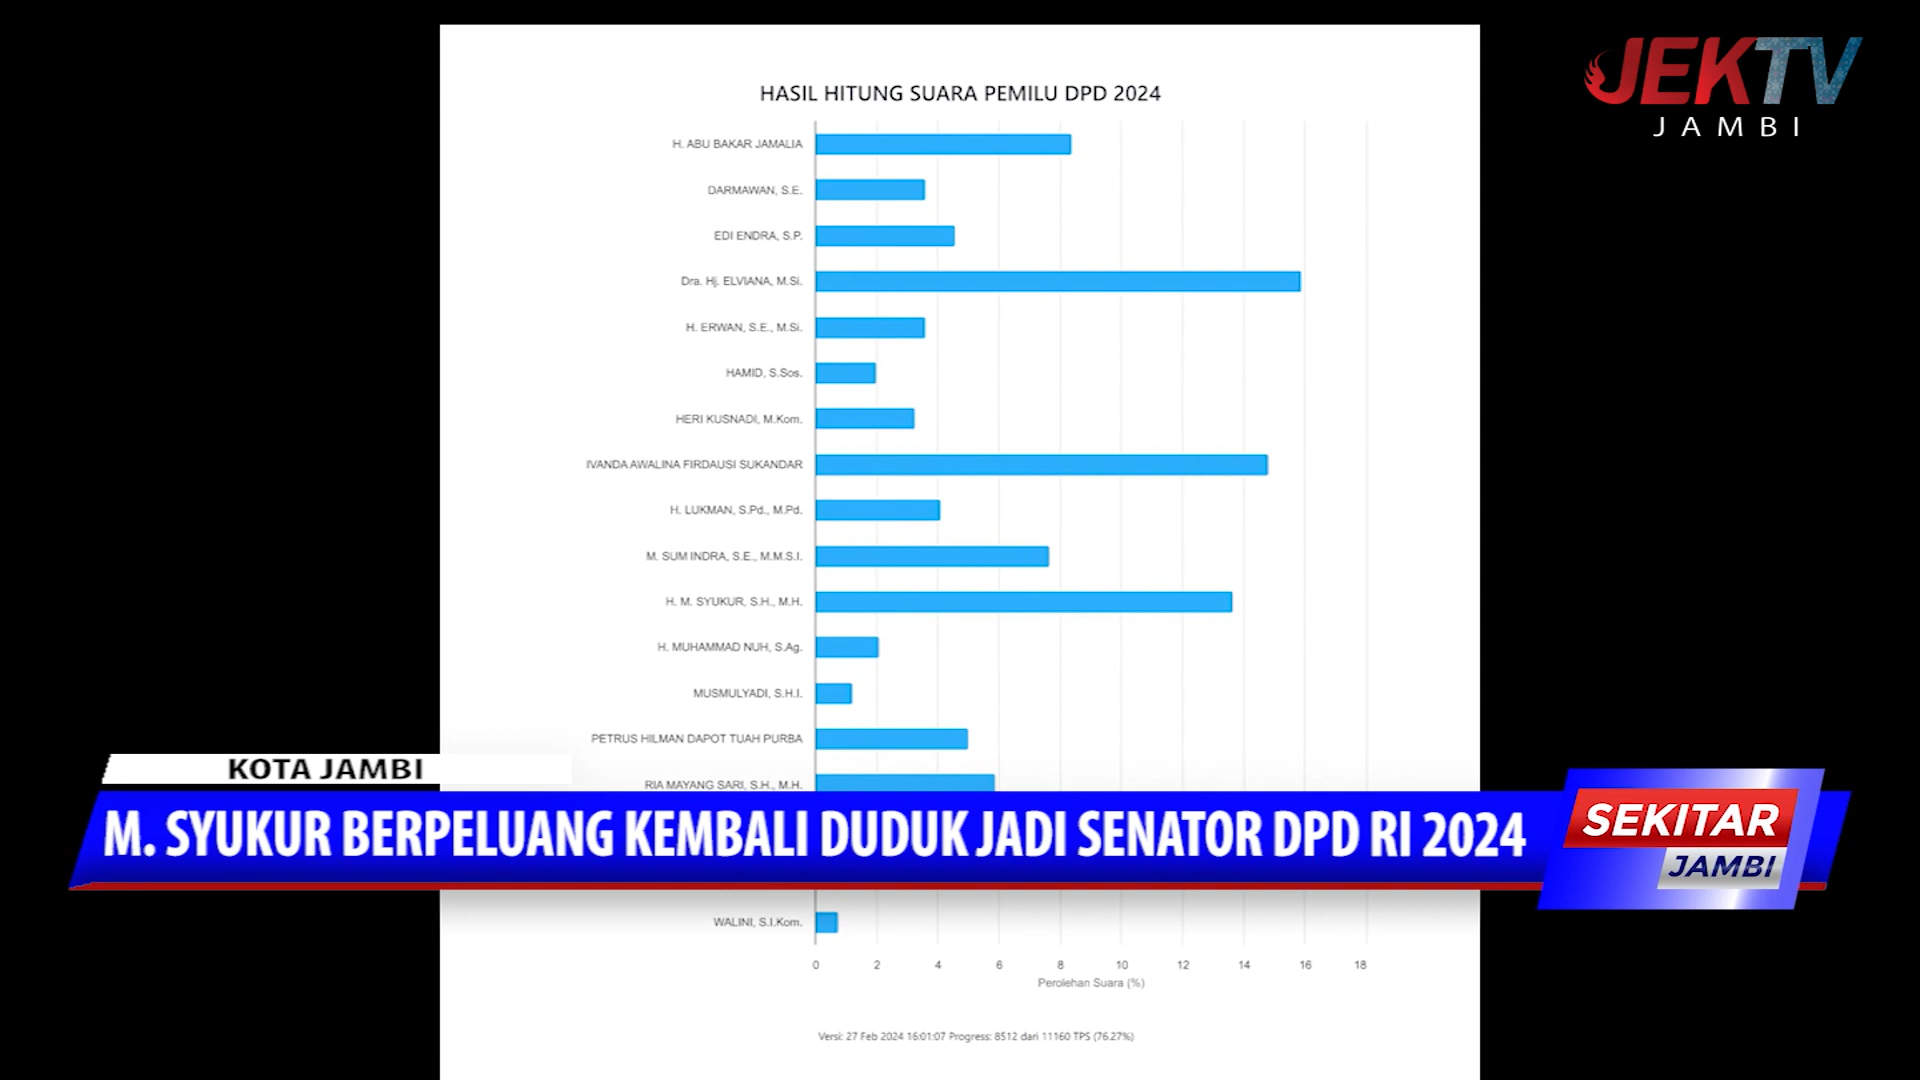 JEKTV
JAMBI
HASIL HITUNG SUARA PEMILU DPD 2024
H. ABU BAKAR JAMALIA
DARMAWAN, S.E.
EDI ENDRA, S.P.
Dra. Hj. ELVIANA, M.Si.
H. ERWAN, S.E., M.Si.
HAMID, S.Sos.
HERI KUSNADI, M.Kom.
IVANDA AWALINA FIRDAUSI SUKANDAR
H. LUKMAN, S.Pd., M.Pd.
M. SUM INDRA, S.E., M.M.S.I.
H. M. SYUKUR, S.H., M.H.
H. MUHAMMAD NUH, S.Ag.
MUSMULYADI, S.H.I.
PETRUS HILMAN DAPOT TUAH PURBA
KOTA JAMBI
RIA MAYANG SARI, S.H., M.H.
M. SYUKUR BERPELUANG KEMBALI DUDUK JADI SENATOR DPD RI 2024
SEKITAR
JAMBI
WALINI, S.I.Kom.
0 2 4 6 8 10 12 14 16 18
Perolehan Suara (%)
Versi: 27 Feb 2024 16:01:07 Progress: 8512 dari 11160 TPS (76.27%)